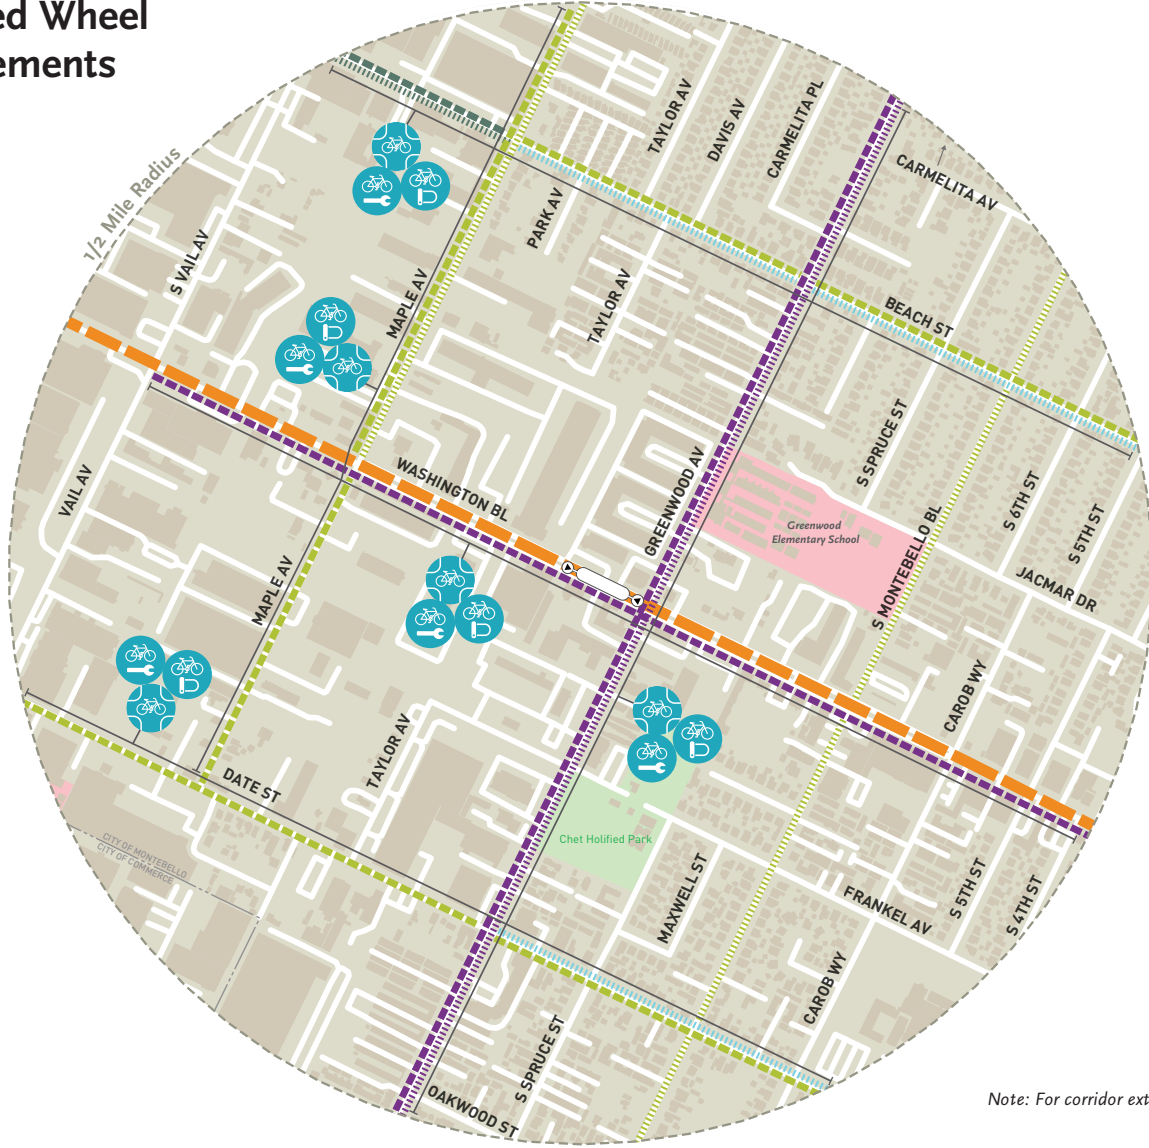 ed Wheel
ements
1/2 Mile Radius
TAYLOR AV
DAVIS AV
CARMELITA PL
CARMELITA AV
S VAIL AV
PARK AV
MAPLE AV
TAYLOR AV
BEACH ST
VAIL AV
WASHINGTON BL
GREENWOOD AV
S SPRUCE ST
Greenwood
Elementary School
S MONTEBELLO BL
S 6TH ST
S 5TH ST
JACMAR DR
MAPLE AV
CAROB WY
TAYLOR AV
DATE ST
CITY OF MONTEBELLO
CITY OF COMMERCE
Chet Holified Park
MAXWELL ST
FRANKEL AV
S 5TH ST
S 4TH ST
CAROB WY
S SPRUCE ST
OAKWOOD ST
Note: For corridor ext